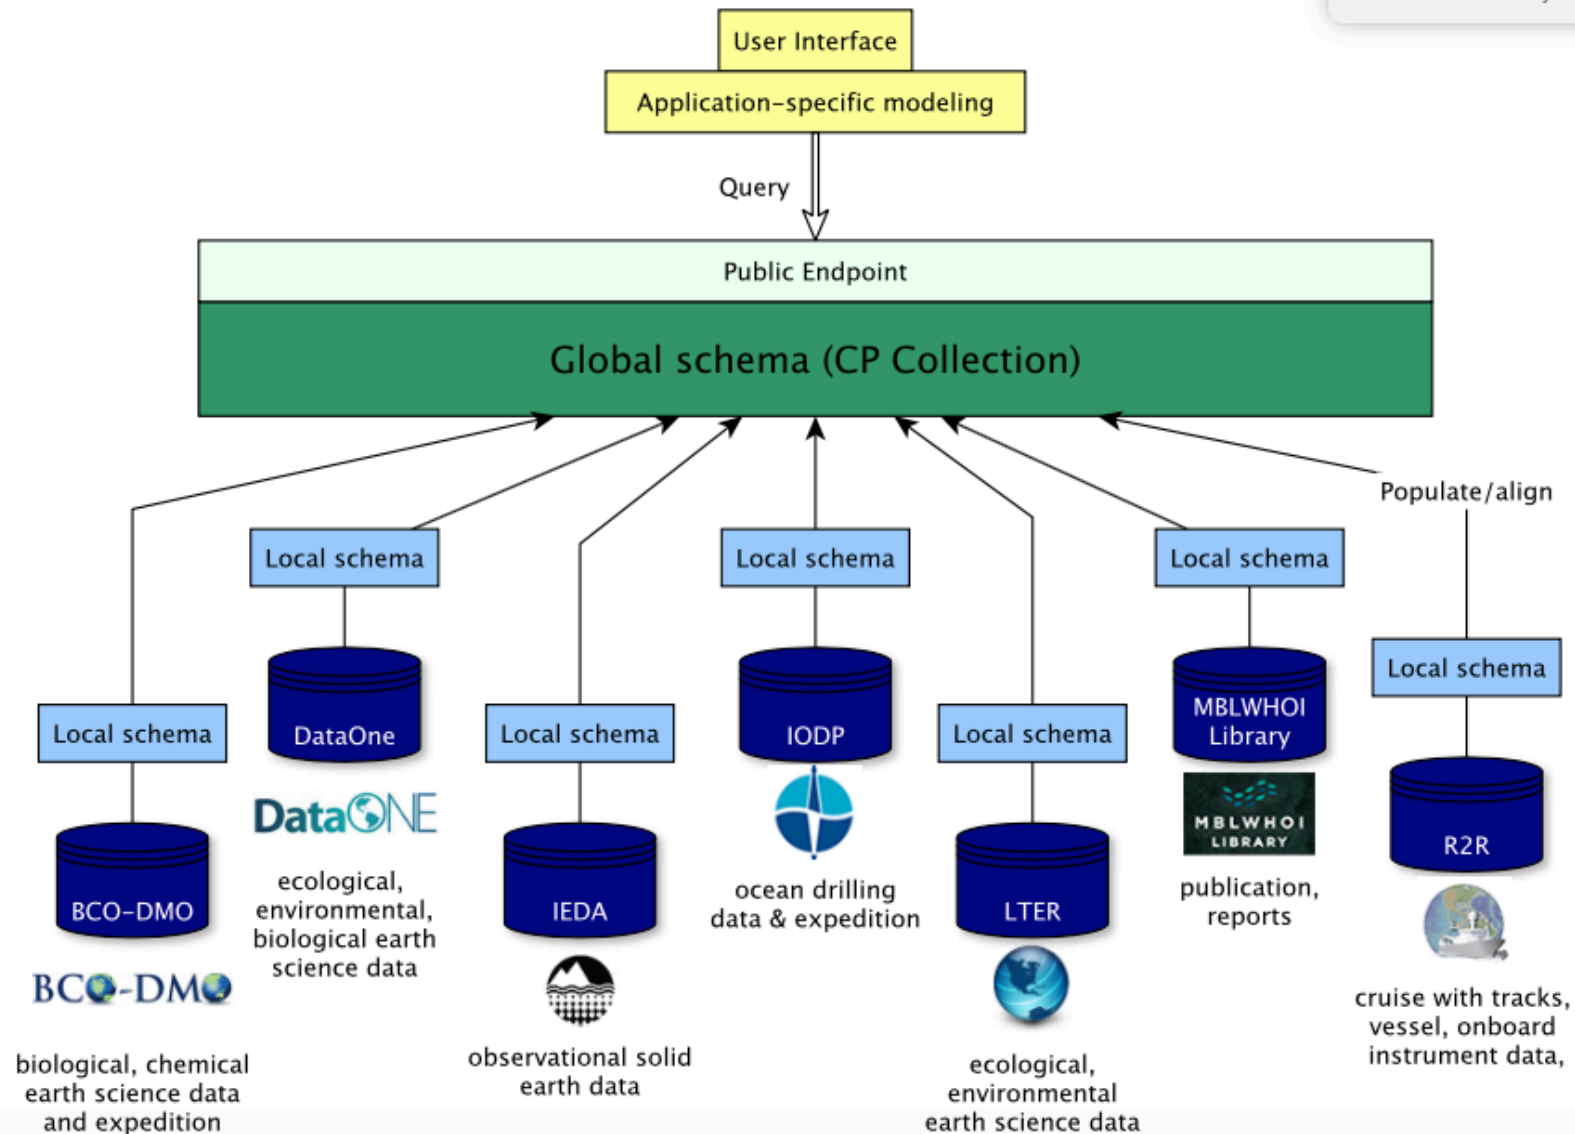 User Interface
Application-specific modeling
Query
Public Endpoint
Global schema (CP Collection)
Populate/align
Local schema
Local schema
Local schema
Local schema
Local schema
Local schema
Local schema
BCO-DMO
BCO-DMO
biological, chemical
earth science data
and expedition
DataOne
DataONE
ecological,
environmental,
biological earth
science data
IEDA
observational solid
earth data
IODP
ocean drilling
data & expedition
LTER
ecological,
environmental
earth science data
MBLWHOI
Library
MBLWHOI
LIBRARY
publication,
reports
R2R
cruise with tracks,
vessel, onboard
instrument data,